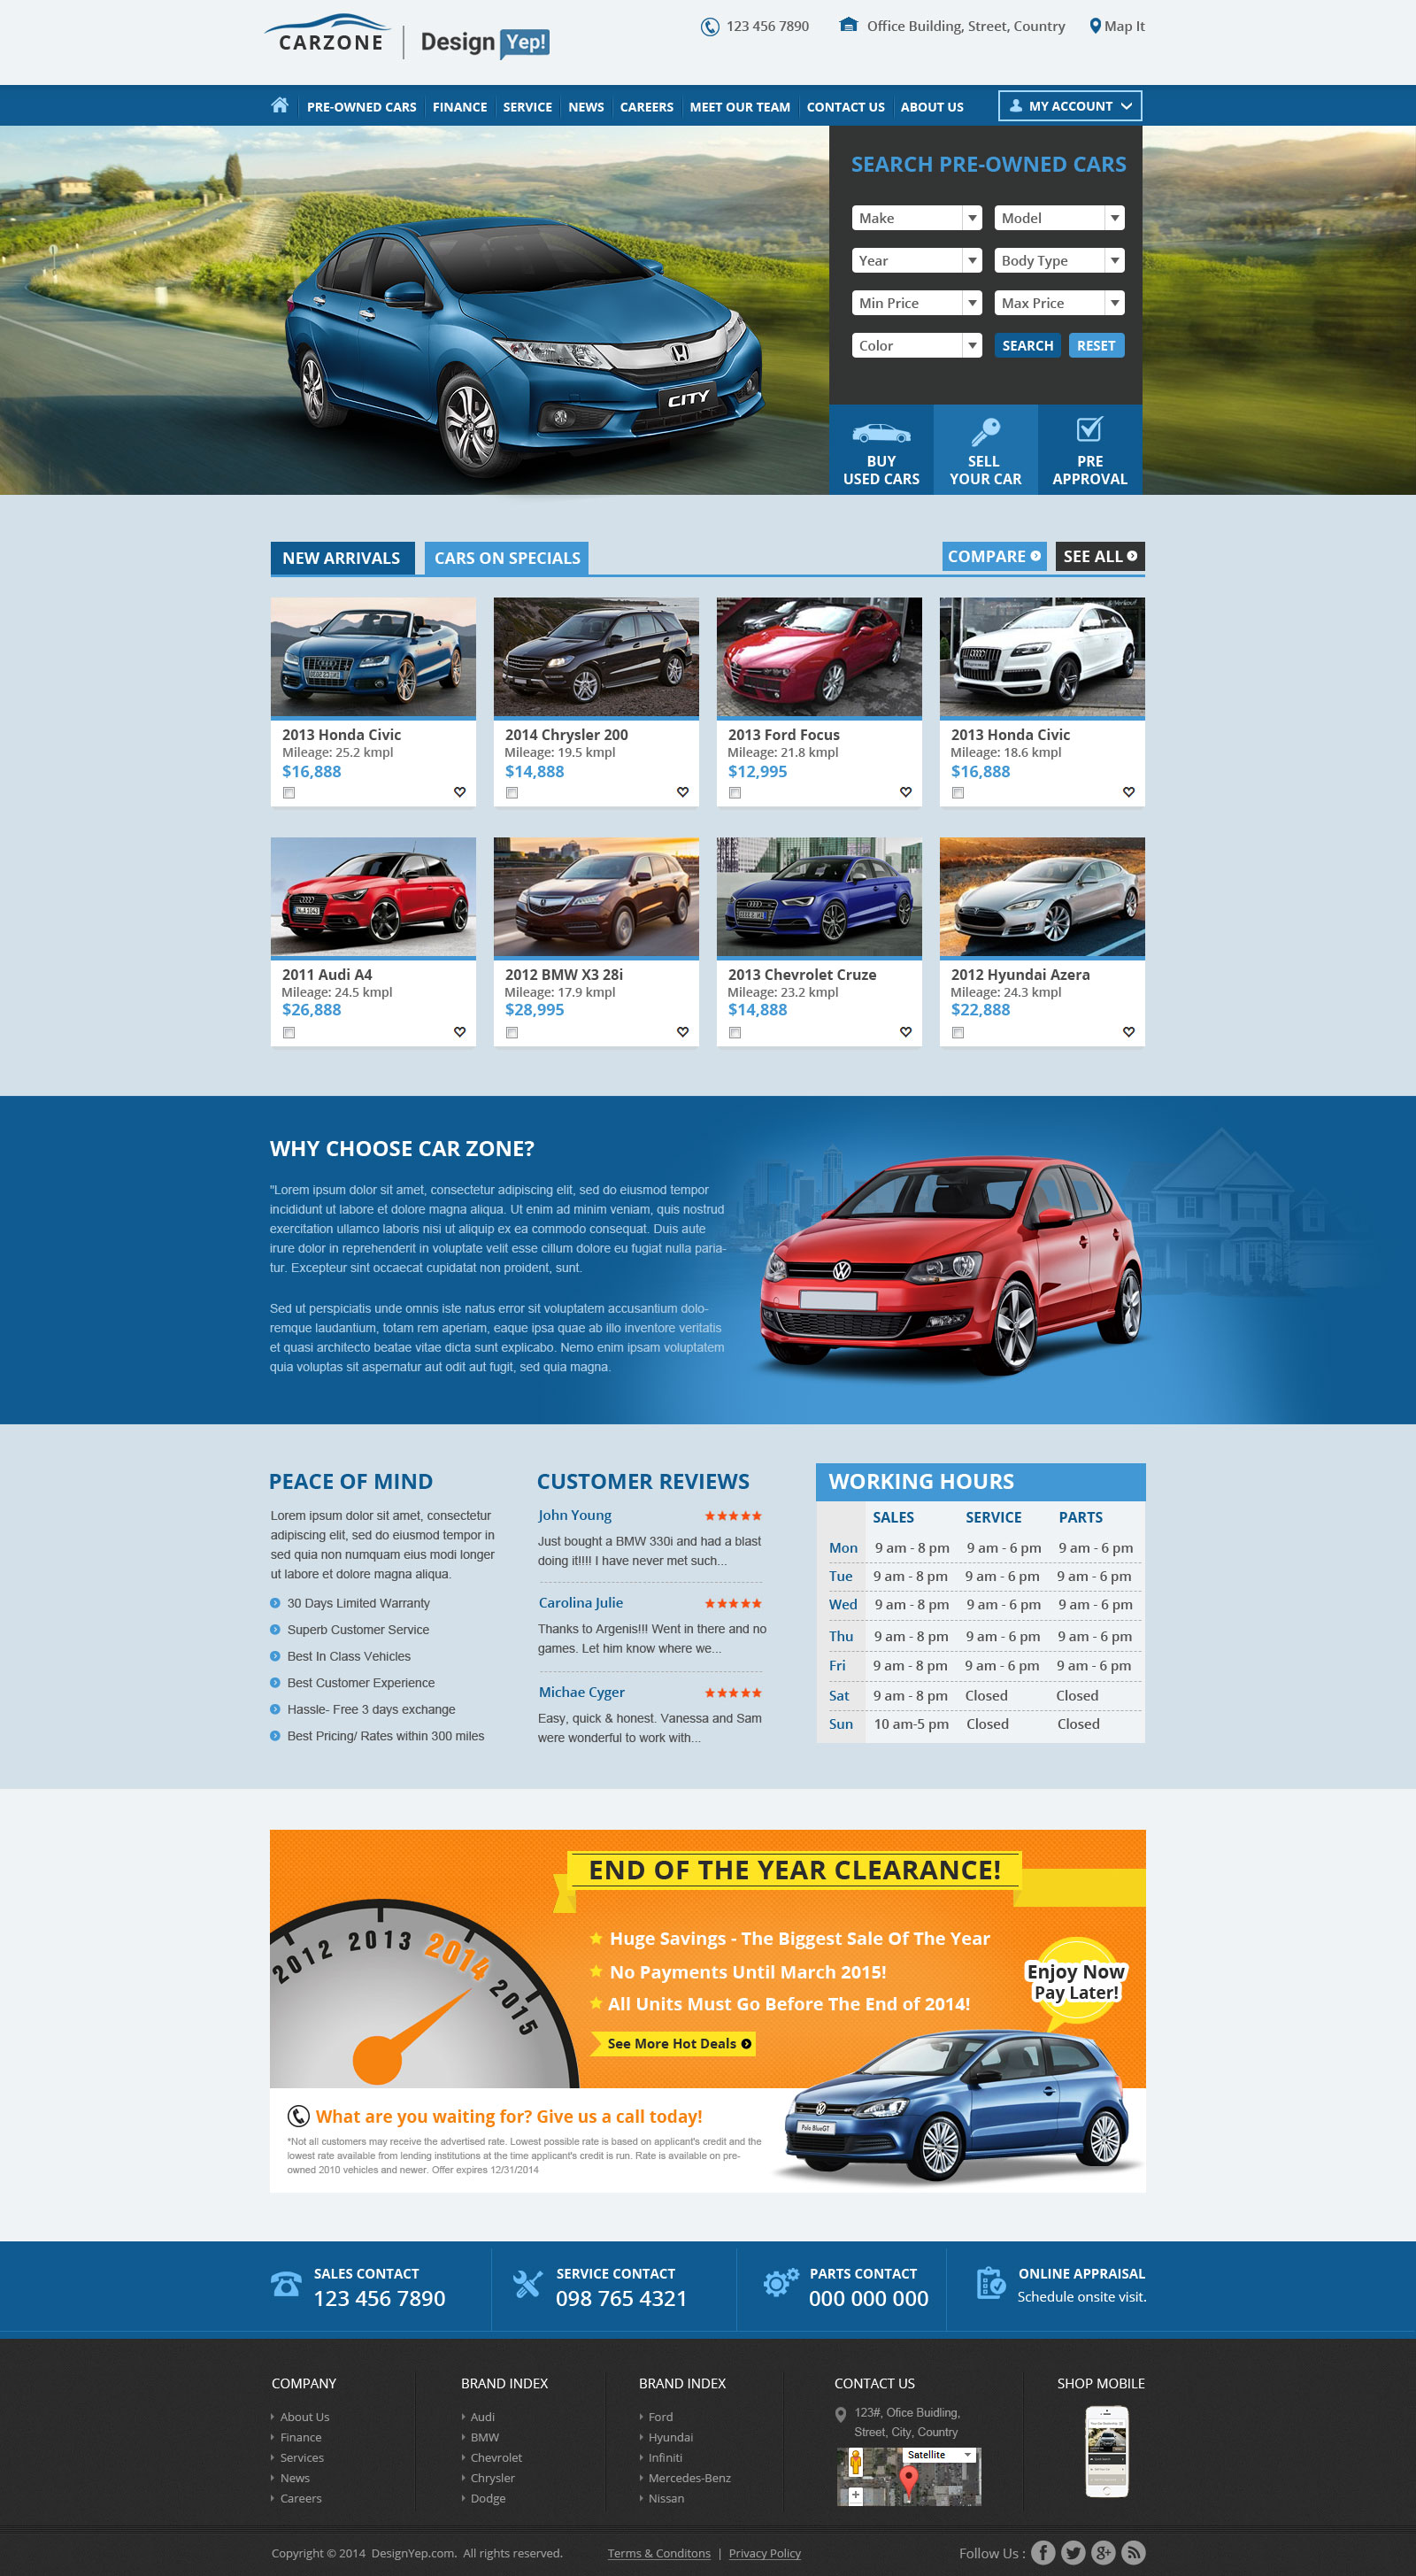 CARZONE
Design Yep!
123 456 7890
Office Building, Street, Country
Map It
PRE-OWNED CARS
FINANCE
SERVICE
NEWS
CAREERS
MEET OUR TEAM
CONTACT US
ABOUT US
MY ACCOUNT
CITY
SEARCH PRE-OWNED CARS
Make
Model
Year
Body Type
Min Price
Max Price
Color
SEARCH
RESET
BUY
USED CARS
SELL
YOUR CAR
PRE
APPROVAL
NEW ARRIVALS
CARS ON SPECIALS
COMPARE
SEE ALL
2013 Honda Civic
Mileage: 25.2 kmpl
$16,888
2014 Chrysler 200
Mileage: 19.5 kmpl
$14,888
2013 Ford Focus
Mileage: 21.8 kmpl
$12,995
2013 Honda Civic
Mileage: 18.6 kmpl
$16,888
2011 Audi A4
Mileage: 24.5 kmpl
$26,888
2012 BMW X3 28i
Mileage: 17.9 kmpl
$28,995
2013 Chevrolet Cruze
Mileage: 23.2 kmpl
$14,888
2012 Hyundai Azera
Mileage: 24.3 kmpl
$22,888
WHY CHOOSE CAR ZONE?
"Lorem ipsum dolor sit amet, consectetur adipiscing elit, sed do eiusmod tempor
incididunt ut labore et dolore magna aliqua. Ut enim ad minim veniam, quis nostrud
exercitation ullamco laboris nisi ut aliquip ex ea commodo consequat. Duis aute
irure dolor in reprehenderit in voluptate velit esse cillum dolore eu fugiat nulla paria-
tur. Excepteur sint occaecat cupidatat non proident, sunt.
Sed ut perspiciatis unde omnis iste natus error sit voluptatem accusantium dolo-
remque laudantium, totam rem aperiam, eaque ipsa quae ab illo inventore veritatis
et quasi architecto beatae vitae dicta sunt explicabo. Nemo enim ipsam voluptatem
quia voluptas sit aspernatur aut odit aut fugit, sed quia magna.
PEACE OF MIND
Lorem ipsum dolor sit amet, consectetur
adipiscing elit, sed do eiusmod tempor in
sed quia non numquam eius modi longer
ut labore et dolore magna aliqua.
30 Days Limited Warranty
Superb Customer Service
Best In Class Vehicles
Best Customer Experience
Hassle- Free 3 days exchange
Best Pricing/ Rates within 300 miles
CUSTOMER REVIEWS
John Young
Just bought a BMW 330i and had a blast
doing it!!!! I have never met such...
Carolina Julie
Thanks to Argenis!!! Went in there and no
games. Let him know where we...
Michae Cyger
Easy, quick & honest. Vanessa and Sam
were wonderful to work with...
WORKING HOURS
SALES SERVICE PARTS
Mon 9 am - 8 pm 9 am - 6 pm 9 am - 6 pm
Tue 9 am - 8 pm 9 am - 6 pm 9 am - 6 pm
Wed 9 am - 8 pm 9 am - 6 pm 9 am - 6 pm
Thu 9 am - 8 pm 9 am - 6 pm 9 am - 6 pm
Fri 9 am - 8 pm 9 am - 6 pm 9 am - 6 pm
Sat 9 am - 8 pm Closed Closed
Sun 10 am-5 pm Closed Closed
END OF THE YEAR CLEARANCE!
2012 2013 2014 2015
Huge Savings - The Biggest Sale Of The Year
No Payments Until March 2015!
All Units Must Go Before The End of 2014!
See More Hot Deals
Enjoy Now
Pay Later!
Polo BlueGT
What are you waiting for? Give us a call today!
*Not all customers may receive the advertised rate. Lowest possible rate is based on applicant's credit and the
lowest rate available from lending institutions at the time applicant's credit is run. Rate is available on pre-
owned 2010 vehicles and newer. Offer expires 12/31/2014
SALES CONTACT
123 456 7890
SERVICE CONTACT
098 765 4321
PARTS CONTACT
000 000 000
ONLINE APPRAISAL
Schedule onsite visit.
COMPANY
About Us
Finance
Services
News
Careers
BRAND INDEX
Audi
BMW
Chevrolet
Chrysler
Dodge
BRAND INDEX
Ford
Hyundai
Infiniti
Mercedes-Benz
Nissan
CONTACT US
123#, Ofice Buidling,
Street, City, Country
Satellite
SHOP MOBILE
Copyright © 2014 DesignYep.com. All rights reserved.
Terms & Conditons | Privacy Policy
Follow Us :